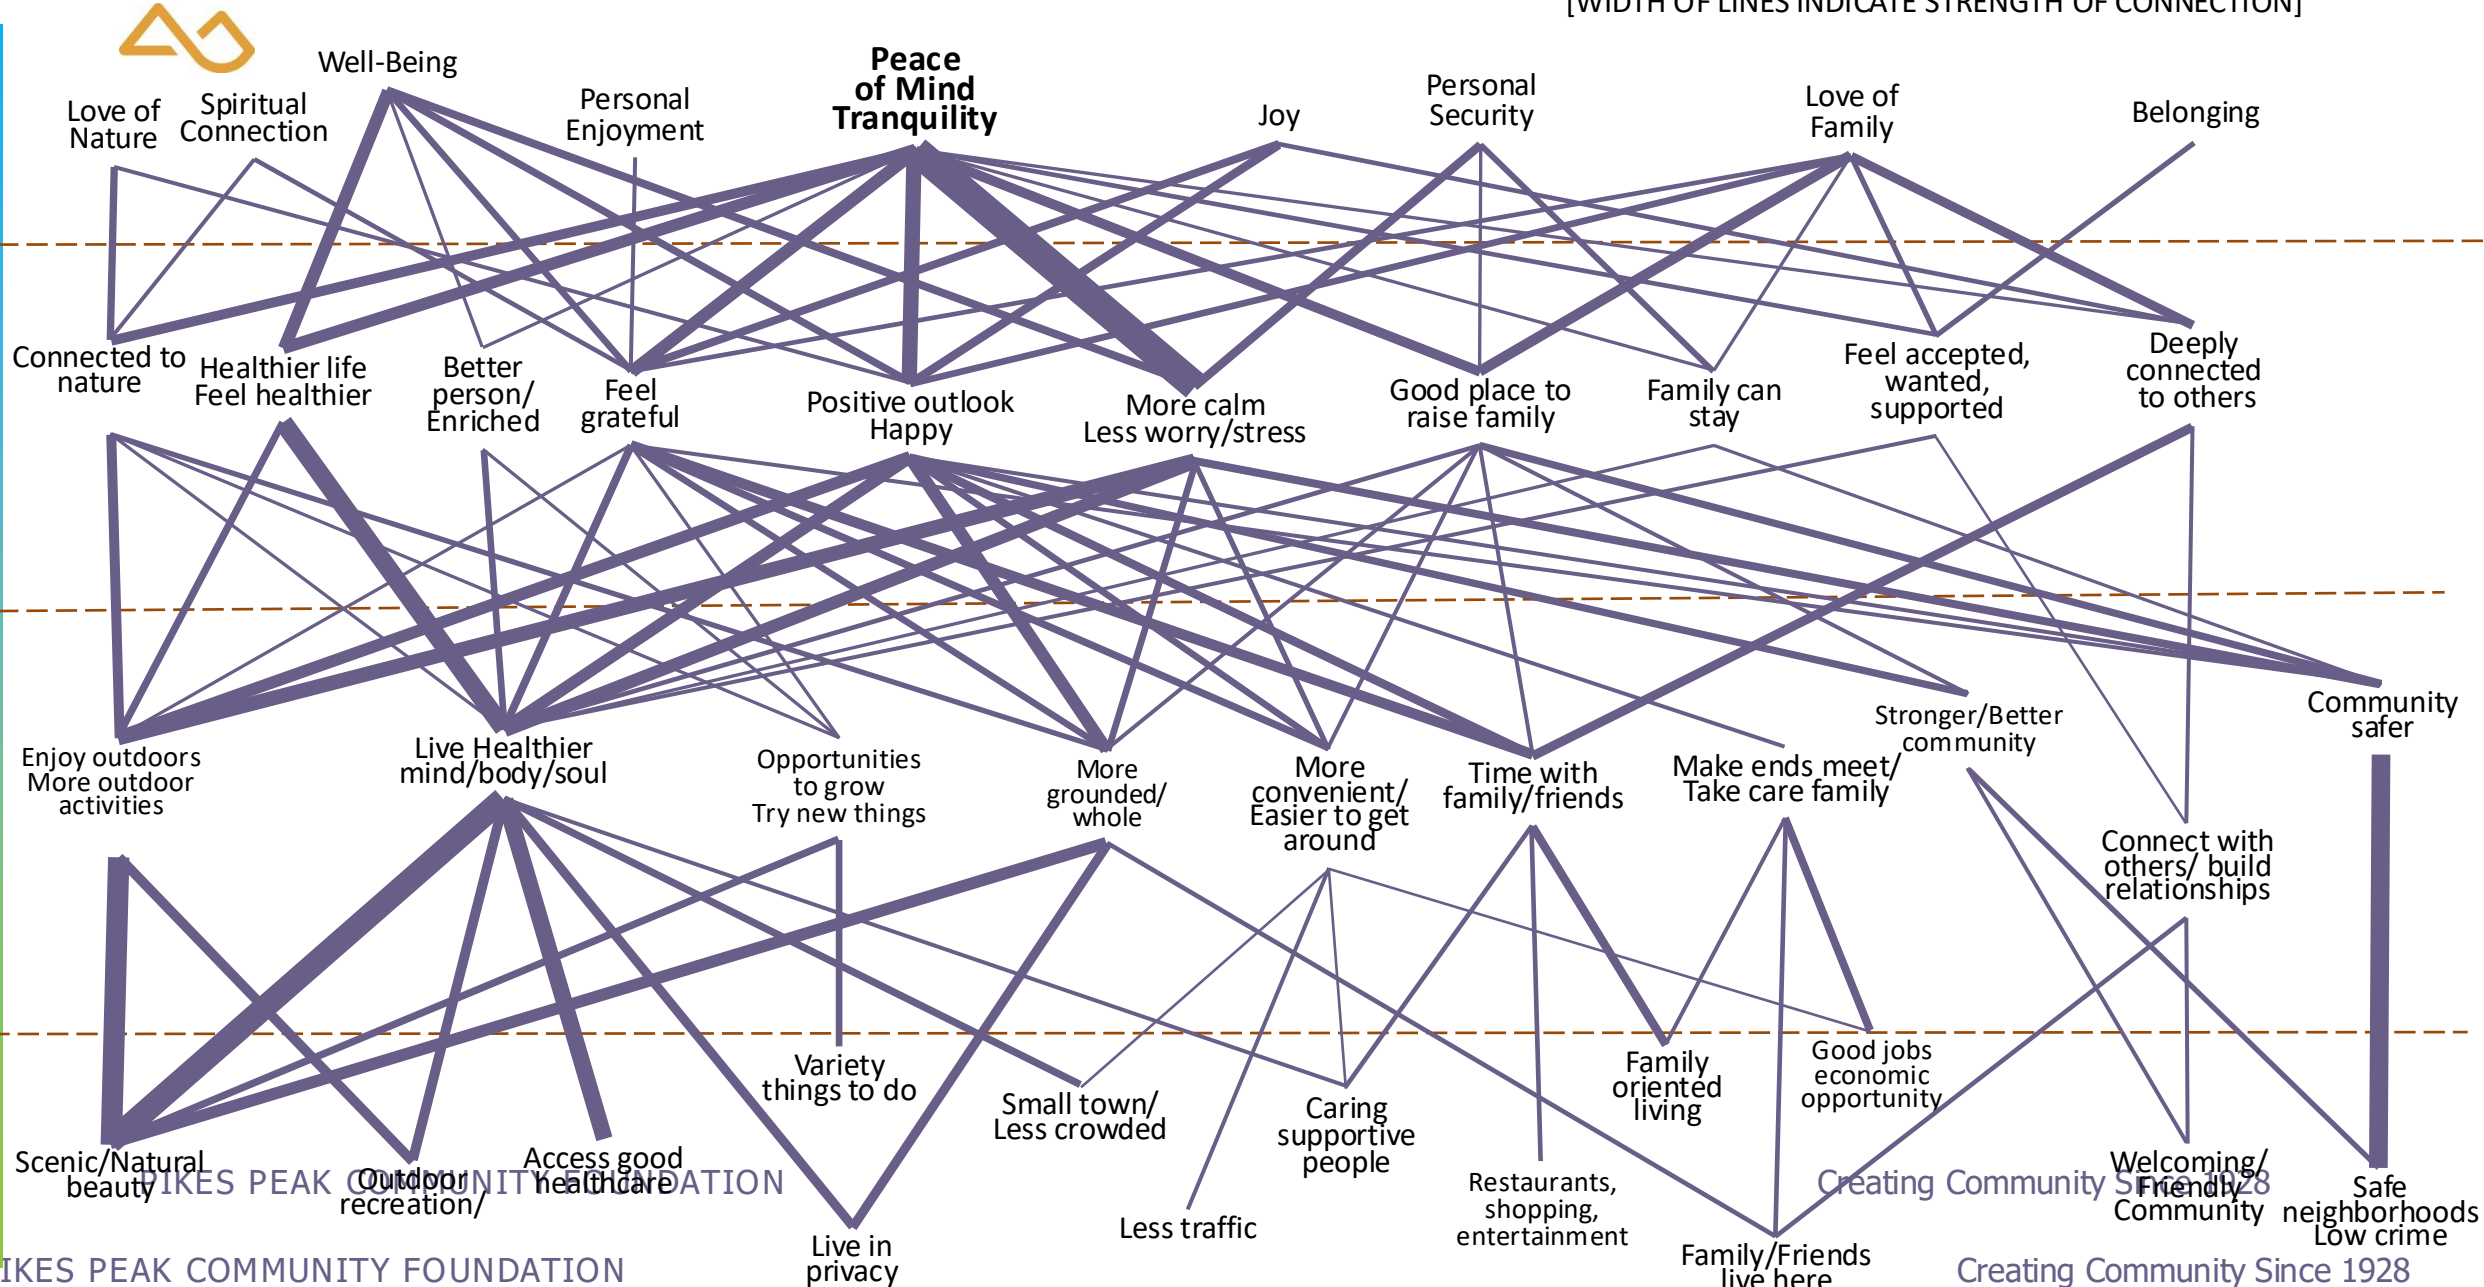 [WIDTH OF LINES INDICATE STRENGTH OF CONNECTION]
Love of
Nature
Spiritual
Connection
Well-Being
Personal
Enjoyment
Peace
of Mind
Tranquility
Joy
Personal
Security
Love of
Family
Belonging
Connected to
nature
Healthier life
Feel healthier
Better
person/
Enriched
Feel
grateful
Positive outlook
Happy
More calm
Less worry/stress
Good place to
raise family
Family can
stay
Feel accepted,
wanted,
supported
Deeply
connected
to others
Enjoy outdoors
More outdoor
activities
Live Healthier
mind/body/soul
Opportunities
to grow
Try new things
More
grounded/
whole
More
convenient/
Easier to get
around
Time with
family/friends
Make ends meet/
Take care family
Stronger/Better
community
Connect with
others/ build
relationships
Community
safer
Scenic/Natural
beauty
Outdoor
recreation/
Access good
healthcare
Variety
things to do
Live in
privacy
Small town/
Less crowded
Less traffic
Caring
supportive
people
Restaurants,
shopping,
entertainment
Family
oriented
living
Good jobs
economic
opportunity
Family/Friends
live here
Welcoming/
Friendly
Community
Safe
neighborhoods
Low crime
PIKES PEAK COMMUNITY FOUNDATION
Creating Community Since 1928
IKES PEAK COMMUNITY FOUNDATION
Creating Community Since 1928